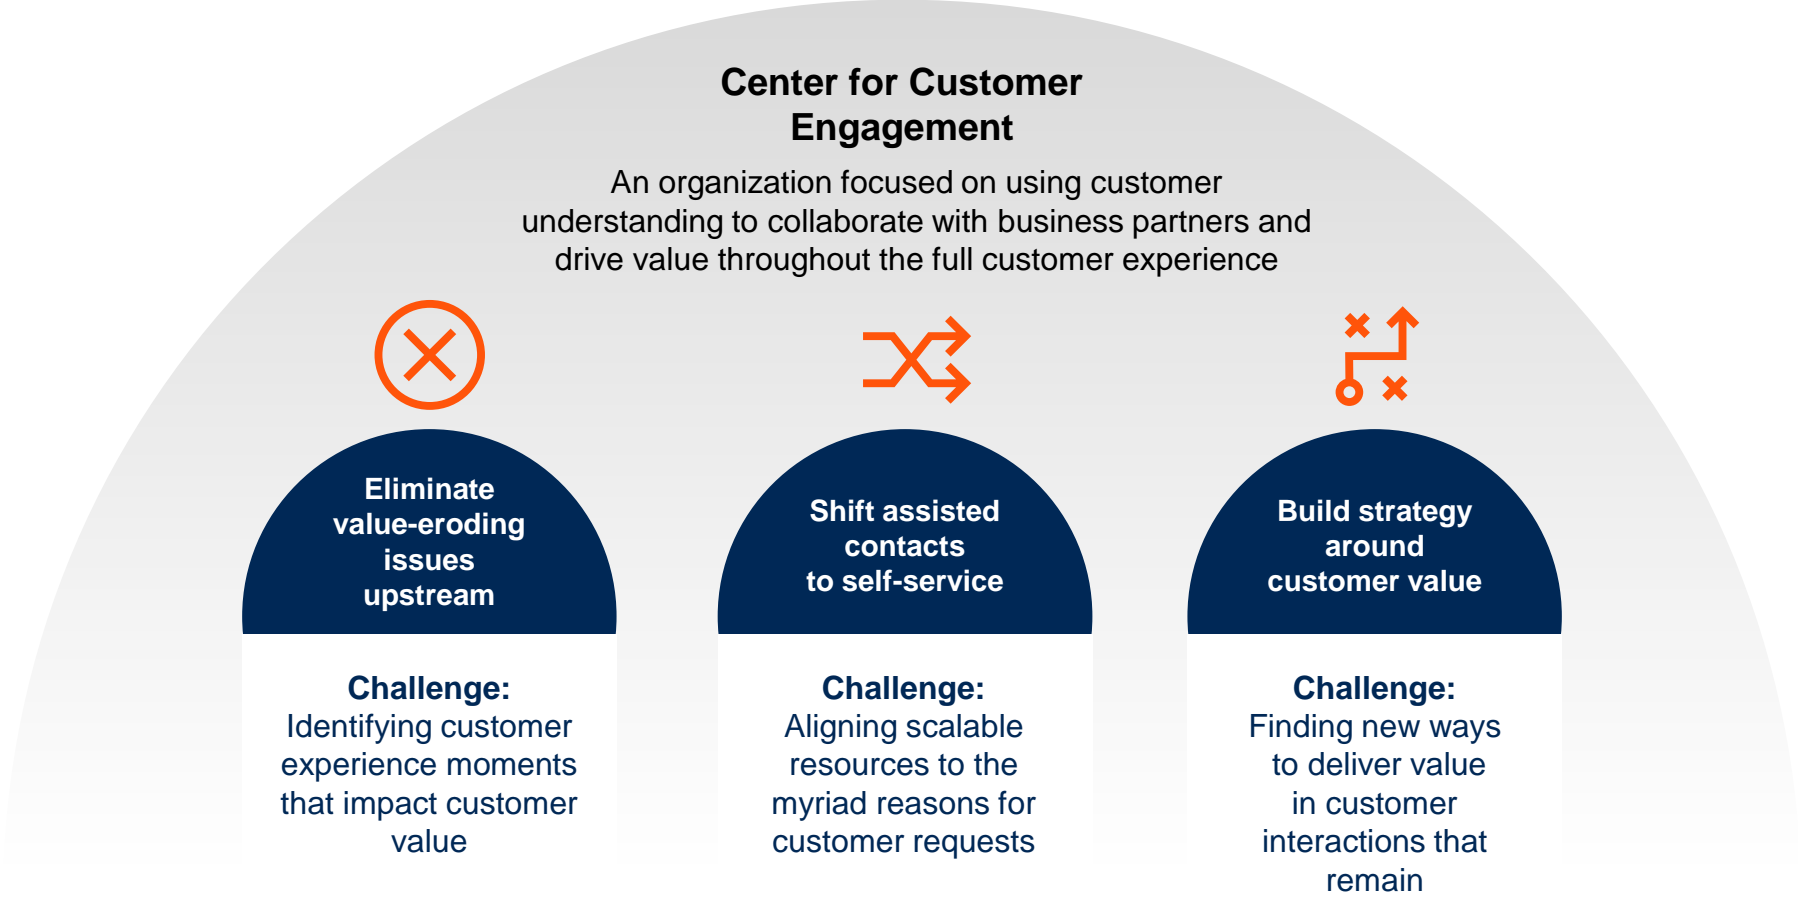 Center for Customer
Engagement
An organization focused on using customer
understanding to collaborate with business partners and
drive value throughout the full customer experience
Eliminate
value-eroding
issues
upstream
Challenge:
Identifying customer
experience moments
that impact customer
value
Shift assisted
contacts
to self-service
Challenge:
Aligning scalable
resources to the
myriad reasons for
customer requests
Build strategy
around
customer value
Challenge:
Finding new ways
to deliver value
in customer
interactions that
remain